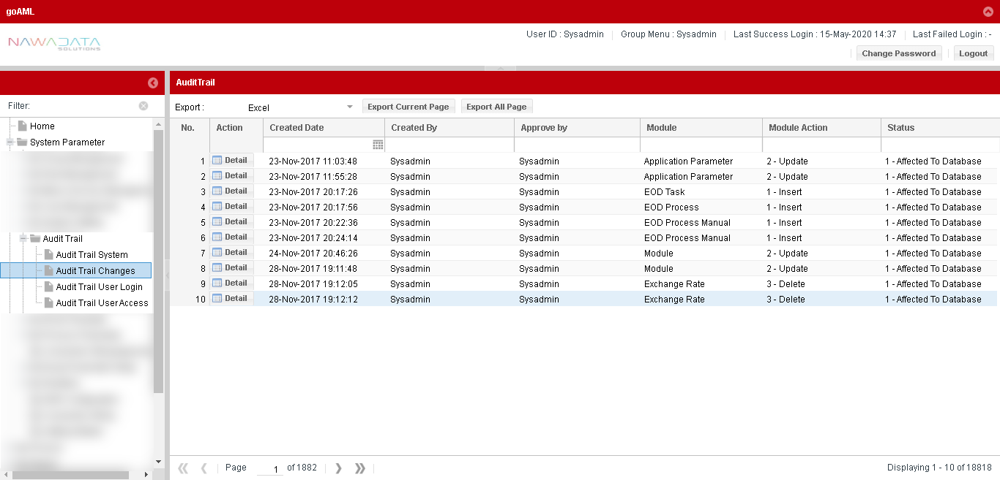 goAML
NAWADATA
SOLUTIONS
User ID : Sysadmin Group Menu : Sysadmin Last Success Login : 15-May-2020 14:37 Last Failed Login : -
Change Password Logout
AuditTrail
Filter:
Home
System Parameter
Audit Trail
Audit Trail System
Audit Trail Changes
Audit Trail User Login
Audit Trail User Access
Export : Excel Export Current Page Export All Page
No. Action Created Date Created By Approve by Module Module Action Status
1 Detail 23-Nov-2017 11:03:48 Sysadmin Sysadmin Application Parameter 2 - Update 1 - Affected To Database
2 Detail 23-Nov-2017 11:55:28 Sysadmin Sysadmin Application Parameter 2 - Update 1 - Affected To Database
3 Detail 23-Nov-2017 20:17:26 Sysadmin Sysadmin EOD Task 1 - Insert 1 - Affected To Database
4 Detail 23-Nov-2017 20:17:56 Sysadmin Sysadmin EOD Process 1 - Insert 1 - Affected To Database
5 Detail 23-Nov-2017 20:22:36 Sysadmin Sysadmin EOD Process Manual 1 - Insert 1 - Affected To Database
6 Detail 23-Nov-2017 20:24:14 Sysadmin Sysadmin EOD Process Manual 1 - Insert 1 - Affected To Database
7 Detail 24-Nov-2017 20:46:26 Sysadmin Sysadmin Module 2 - Update 1 - Affected To Database
8 Detail 28-Nov-2017 19:11:48 Sysadmin Sysadmin Module 2 - Update 1 - Affected To Database
9 Detail 28-Nov-2017 19:12:05 Sysadmin Sysadmin Exchange Rate 3 - Delete 1 - Affected To Database
10 Detail 28-Nov-2017 19:12:12 Sysadmin Sysadmin Exchange Rate 3 - Delete 1 - Affected To Database
Page 1 of 1882 Displaying 1 - 10 of 18818